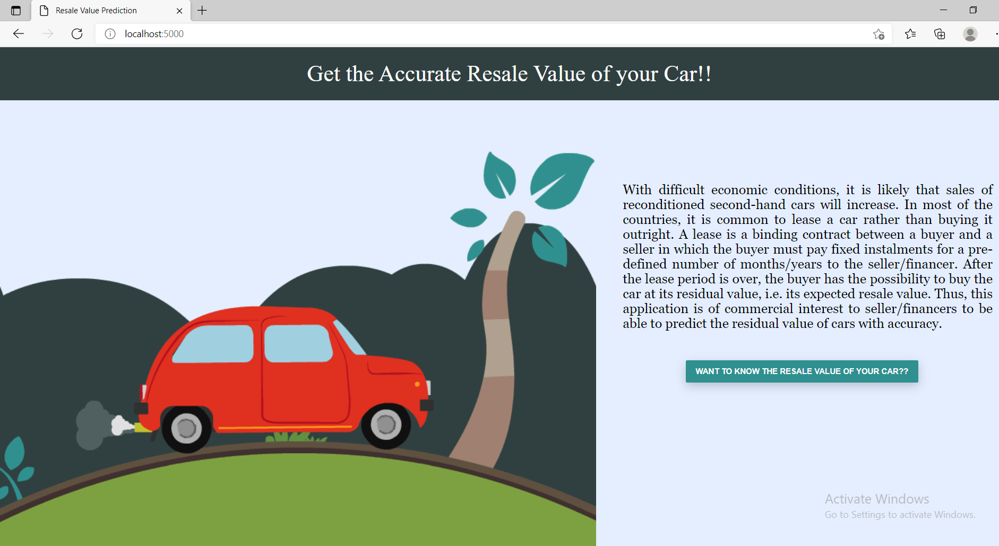 Resale Value Prediction
localhost:5000
Get the Accurate Resale Value of your Car!!
With difficult economic conditions, it is likely that sales of
reconditioned second-hand cars will increase. In most of the
countries, it is common to lease a car rather than buying it
outright. A lease is a binding contract between a buyer and a
seller in which the buyer must pay fixed instalments for a pre-
defined number of months/years to the seller/financer. After
the lease period is over, the buyer has the possibility to buy the
car at its residual value, i.e. its expected resale value. Thus, this
application is of commercial interest to seller/financers to be
able to predict the residual value of cars with accuracy.
WANT TO KNOW THE RESALE VALUE OF YOUR CAR??
Activate Windows
Go to Settings to activate Windows.